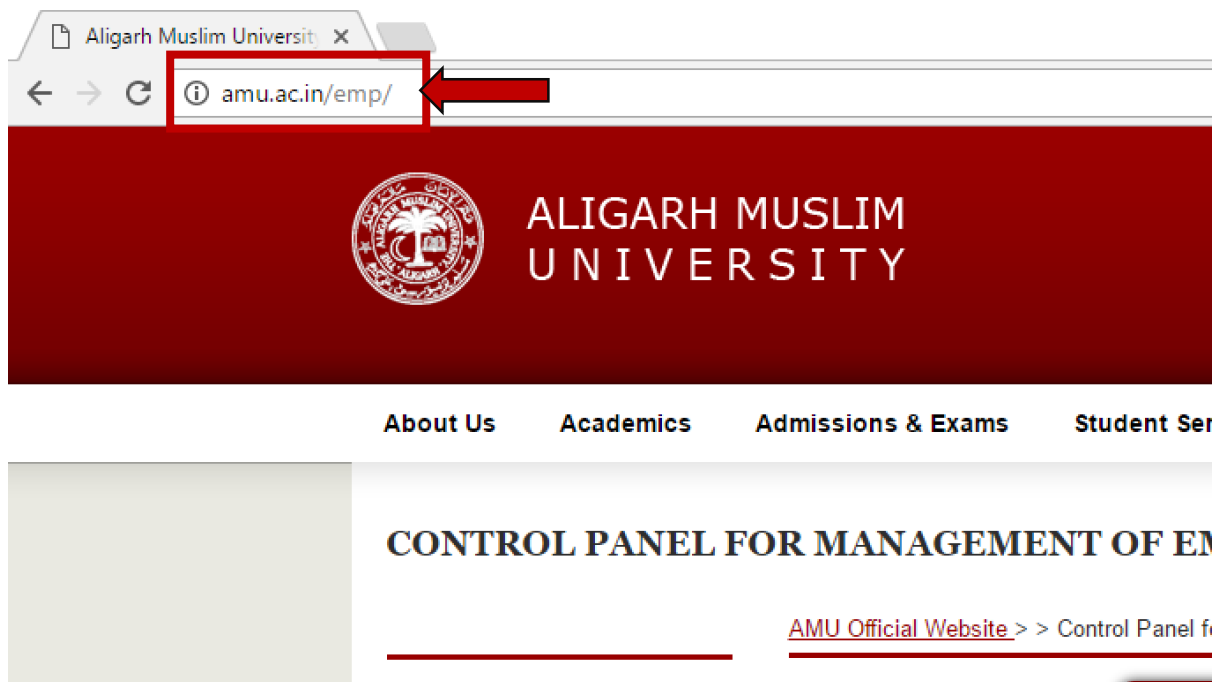 Aligarh Muslim Universit
amu.ac.in/emp/
ALIGARH MUSLIM
UNIVERSITY
About Us Academics Admissions & Exams Student Ser
CONTROL PANEL FOR MANAGEMENT OF EM
AMU Official Website > > Control Panel f